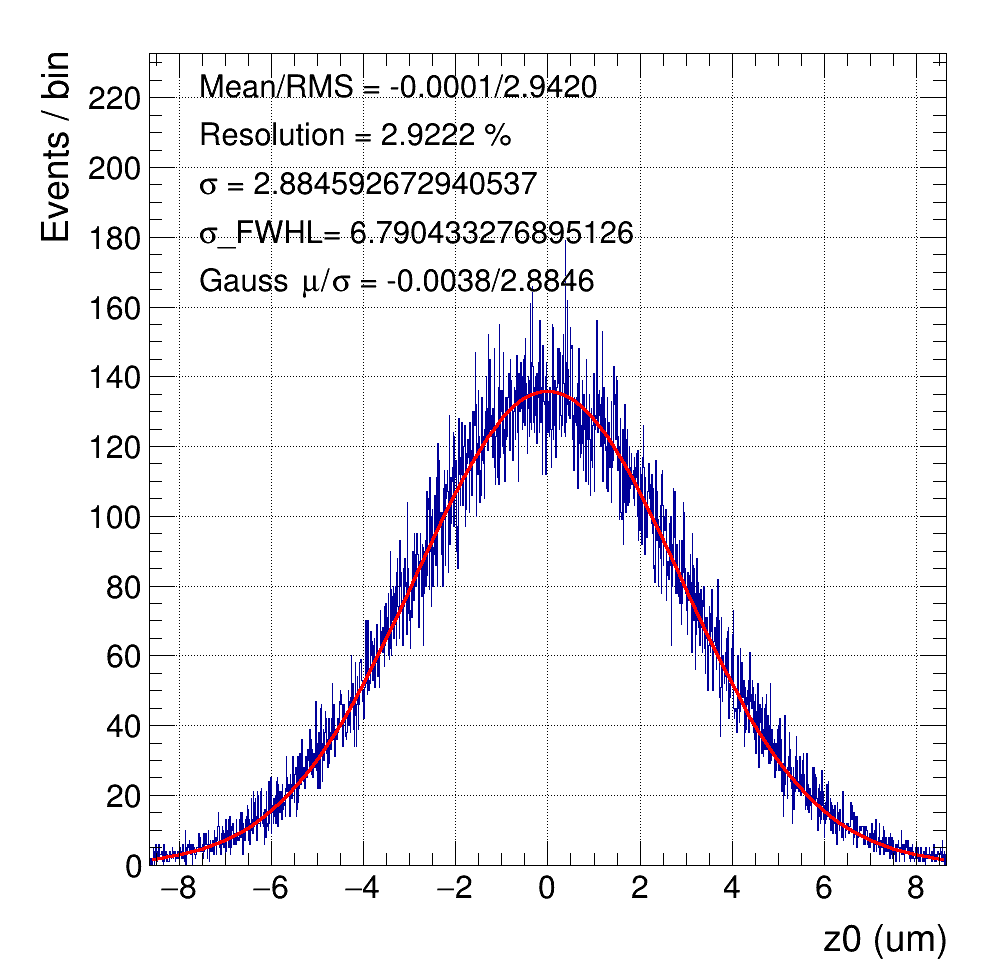 Events / bin
Mean/RMS = -0.0001/2.9420
Resolution = 2.9222 %
σ = 2.884592672940537
σ_FWHL= 6.790433276895126
Gauss μ/σ = -0.0038/2.8846
220
200
180
160
140
120
100
80
60
40
20
0
−8 −6 −4 −2 0 2 4 6 8
z0 (um)